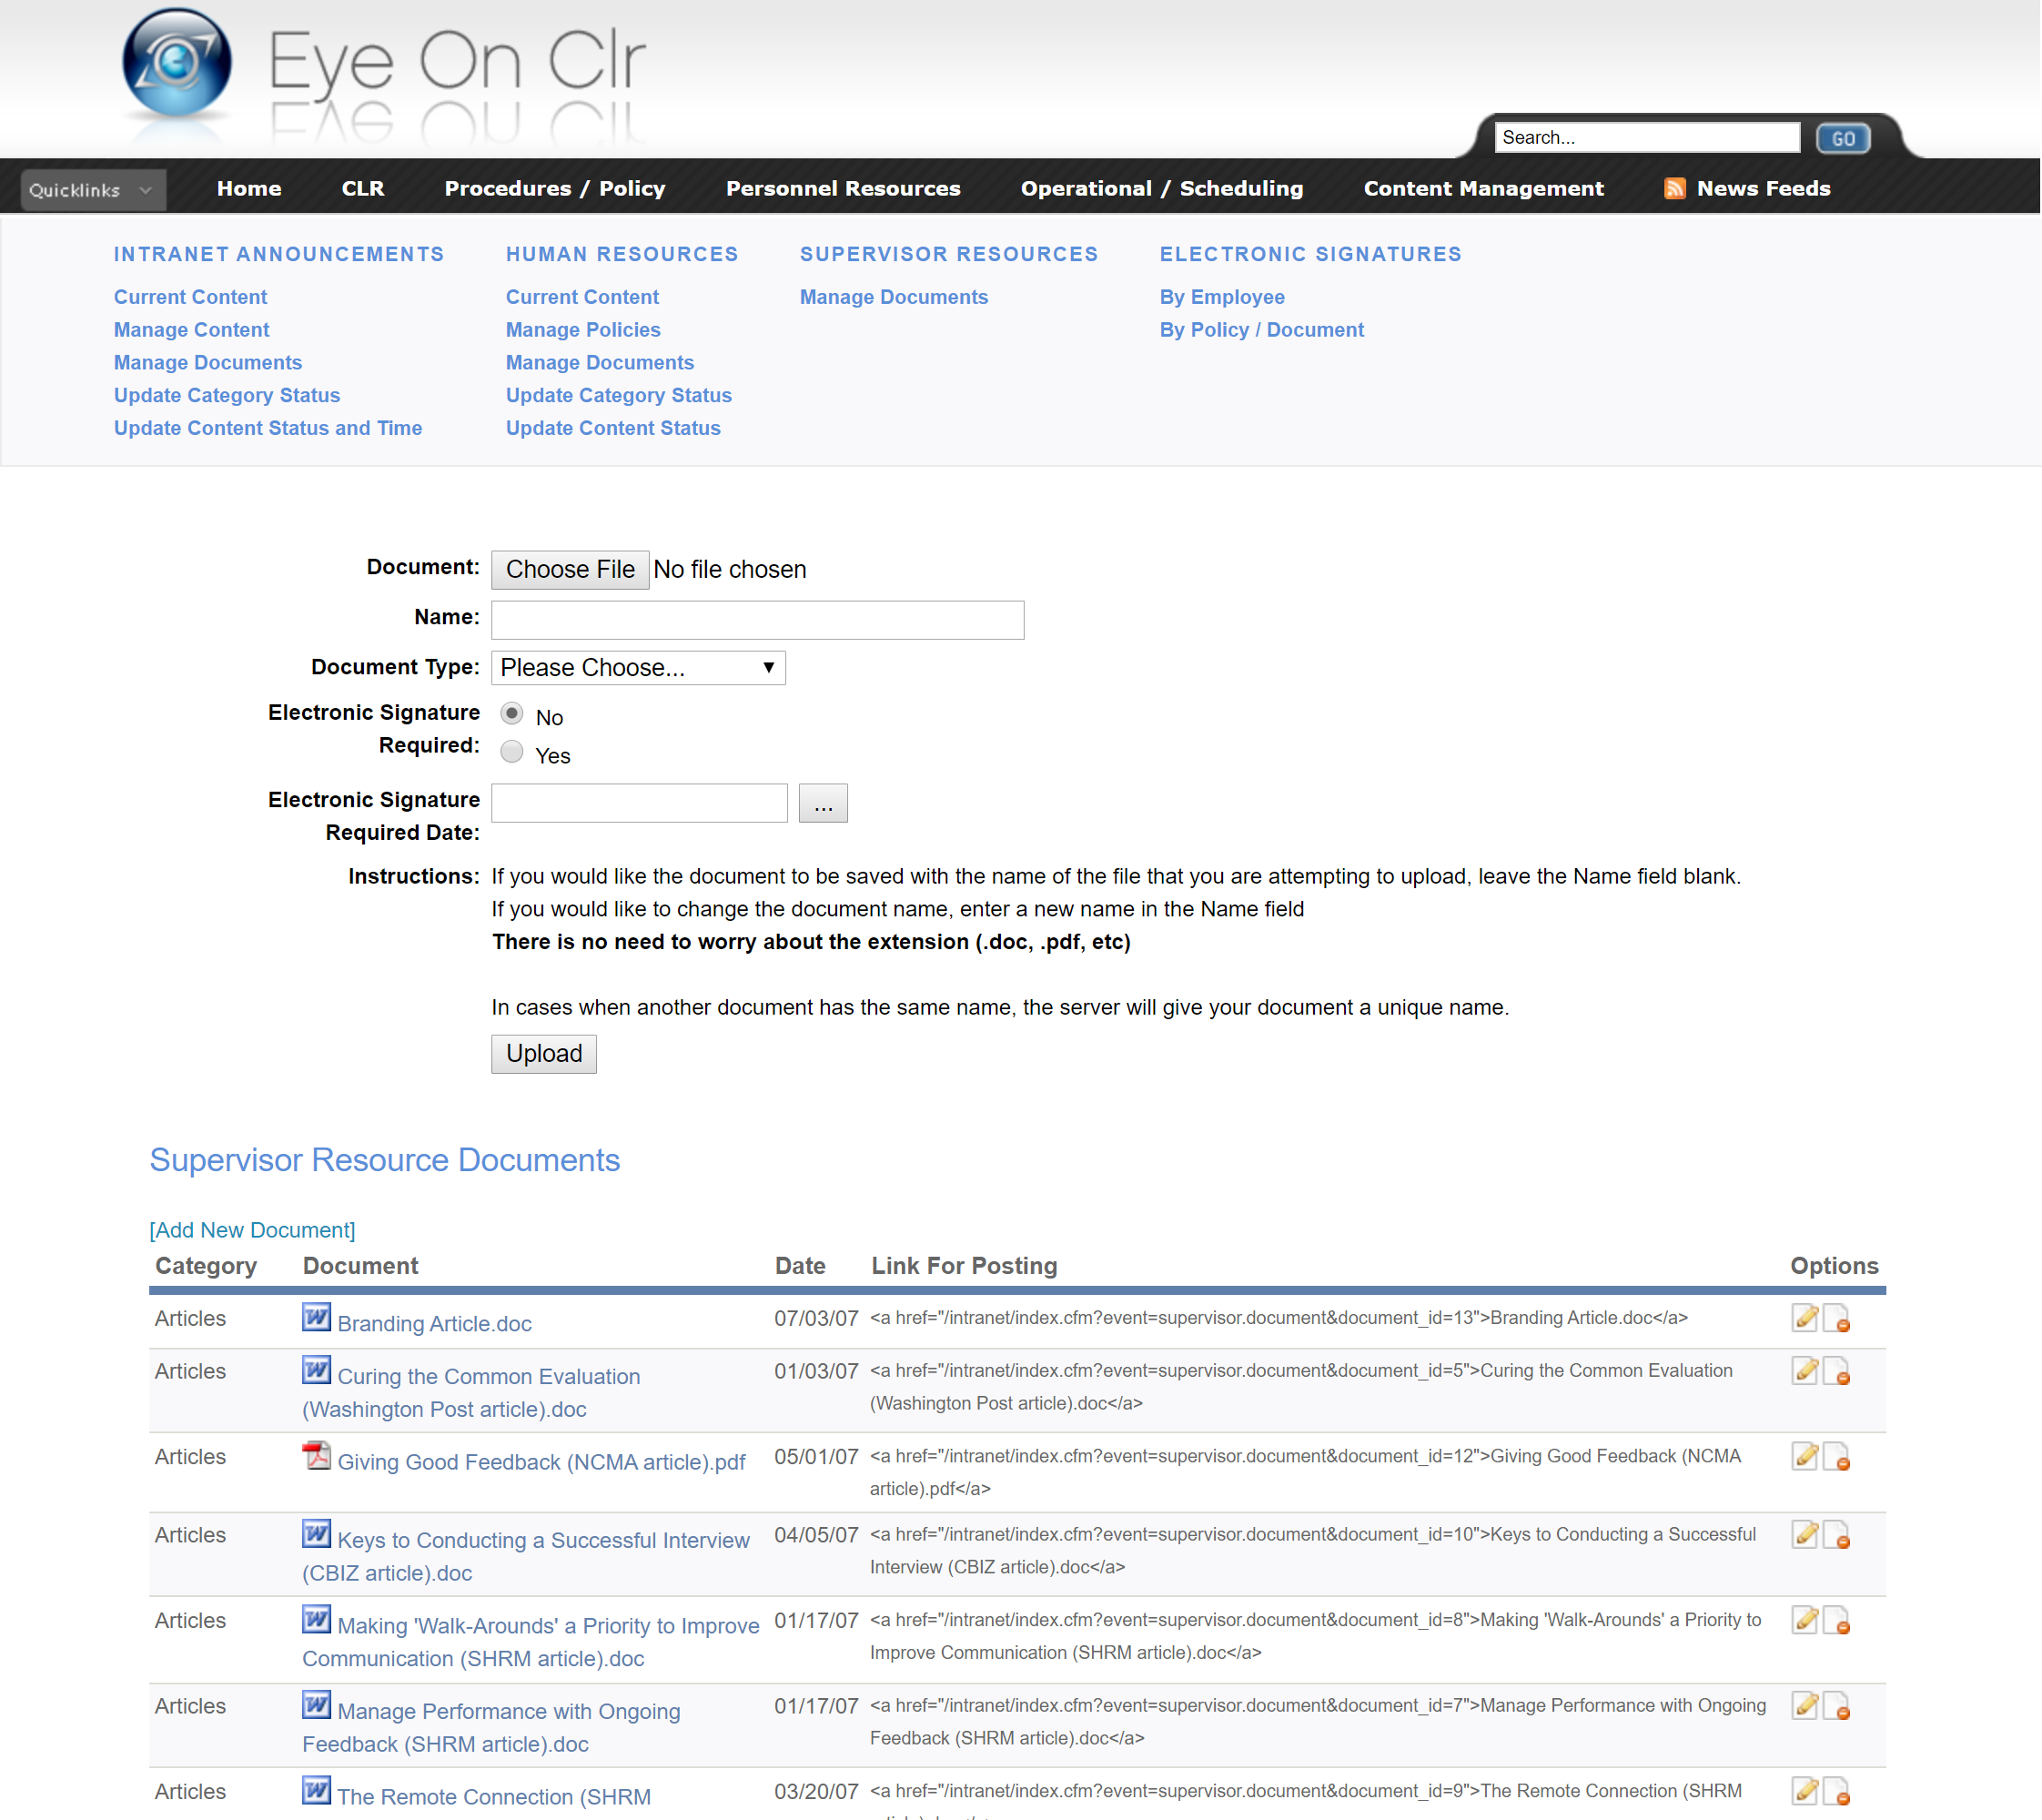 Eye On Clr
Search...
GO
Quicklinks
Home
CLR
Procedures / Policy
Personnel Resources
Operational / Scheduling
Content Management
News Feeds
INTRANET ANNOUNCEMENTS
Current Content
Manage Content
Manage Documents
Update Category Status
Update Content Status and Time
HUMAN RESOURCES
Current Content
Manage Policies
Manage Documents
Update Category Status
Update Content Status
SUPERVISOR RESOURCES
Manage Documents
ELECTRONIC SIGNATURES
By Employee
By Policy / Document
Document: Choose File No file chosen
Name:
Document Type: Please Choose...
Electronic Signature
Required:
No
Yes
Electronic Signature
Required Date:
...
Instructions: If you would like the document to be saved with the name of the file that you are attempting to upload, leave the Name field blank.
If you would like to change the document name, enter a new name in the Name field
There is no need to worry about the extension (.doc, .pdf, etc)
In cases when another document has the same name, the server will give your document a unique name.
Upload
Supervisor Resource Documents
[Add New Document]
Category Document Date Link For Posting Options
Articles Branding Article.doc 07/03/07 <a href="/intranet/index.cfm?event=supervisor.document&document_id=13">Branding Article.doc</a>
Articles Curing the Common Evaluation 01/03/07 <a href="/intranet/index.cfm?event=supervisor.document&document_id=5">Curing the Common Evaluation
(Washington Post article).doc (Washington Post article).doc</a>
Articles Giving Good Feedback (NCMA article).pdf 05/01/07 <a href="/intranet/index.cfm?event=supervisor.document&document_id=12">Giving Good Feedback (NCMA
article).pdf</a>
Articles Keys to Conducting a Successful Interview 04/05/07 <a href="/intranet/index.cfm?event=supervisor.document&document_id=10">Keys to Conducting a Successful
(CBIZ article).doc Interview (CBIZ article).doc</a>
Articles Making 'Walk-Arounds' a Priority to Improve 01/17/07 <a href="/intranet/index.cfm?event=supervisor.document&document_id=8">Making 'Walk-Arounds' a Priority to
Communication (SHRM article).doc Improve Communication (SHRM article).doc</a>
Articles Manage Performance with Ongoing 01/17/07 <a href="/intranet/index.cfm?event=supervisor.document&document_id=7">Manage Performance with Ongoing
Feedback (SHRM article).doc Feedback (SHRM article).doc</a>
Articles The Remote Connection (SHRM 03/20/07 <a href="/intranet/index.cfm?event=supervisor.document&document_id=9">The Remote Connection (SHRM